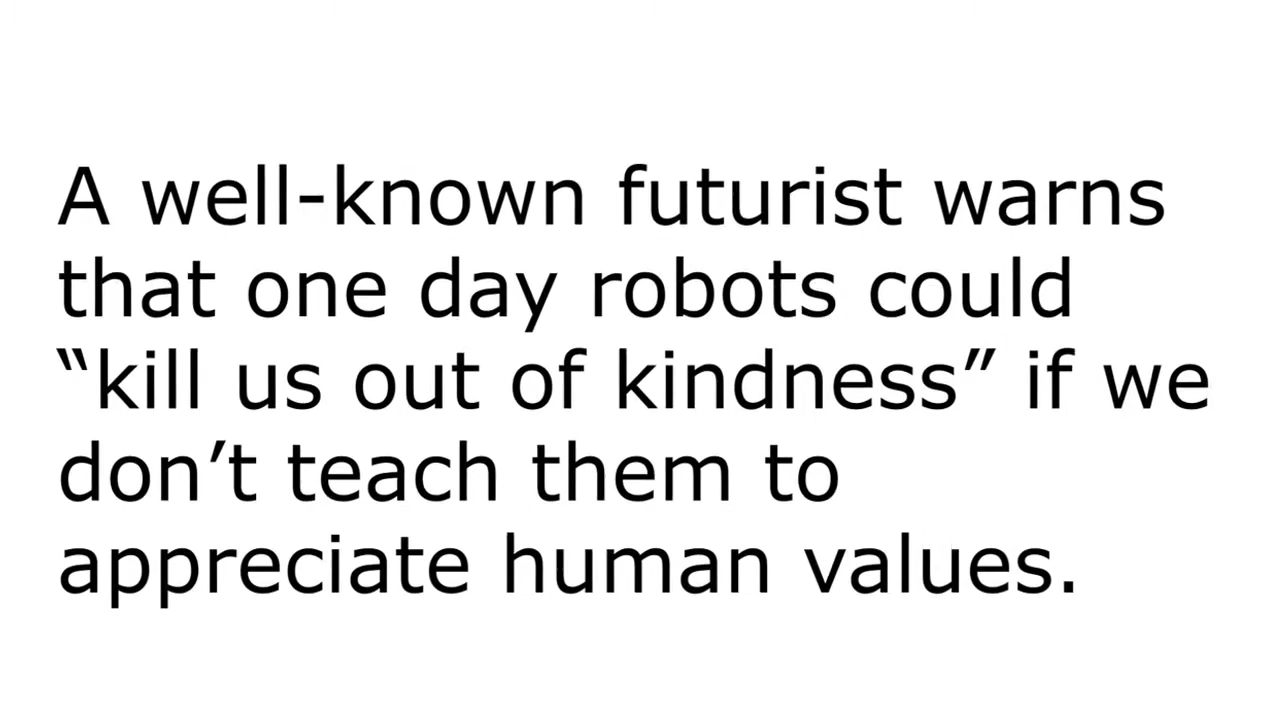 A well-known futurist warns
that one day robots could
“kill us out of kindness” if we
don’t teach them to
appreciate human values.